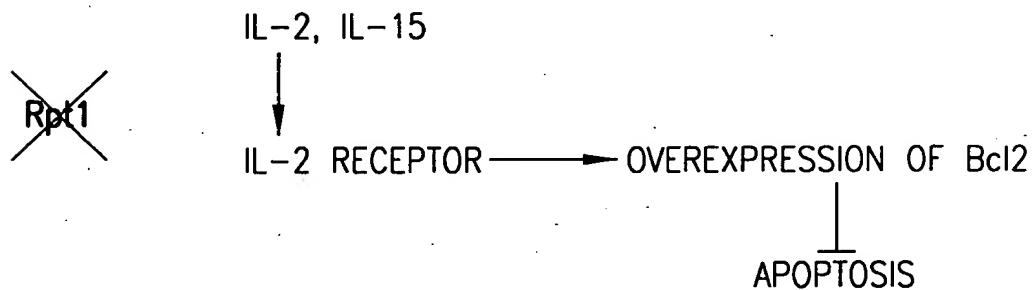 IL-2, IL-15
Rpt1
IL-2 RECEPTOR
OVEREXPRESSION OF Bcl2
APOPTOSIS